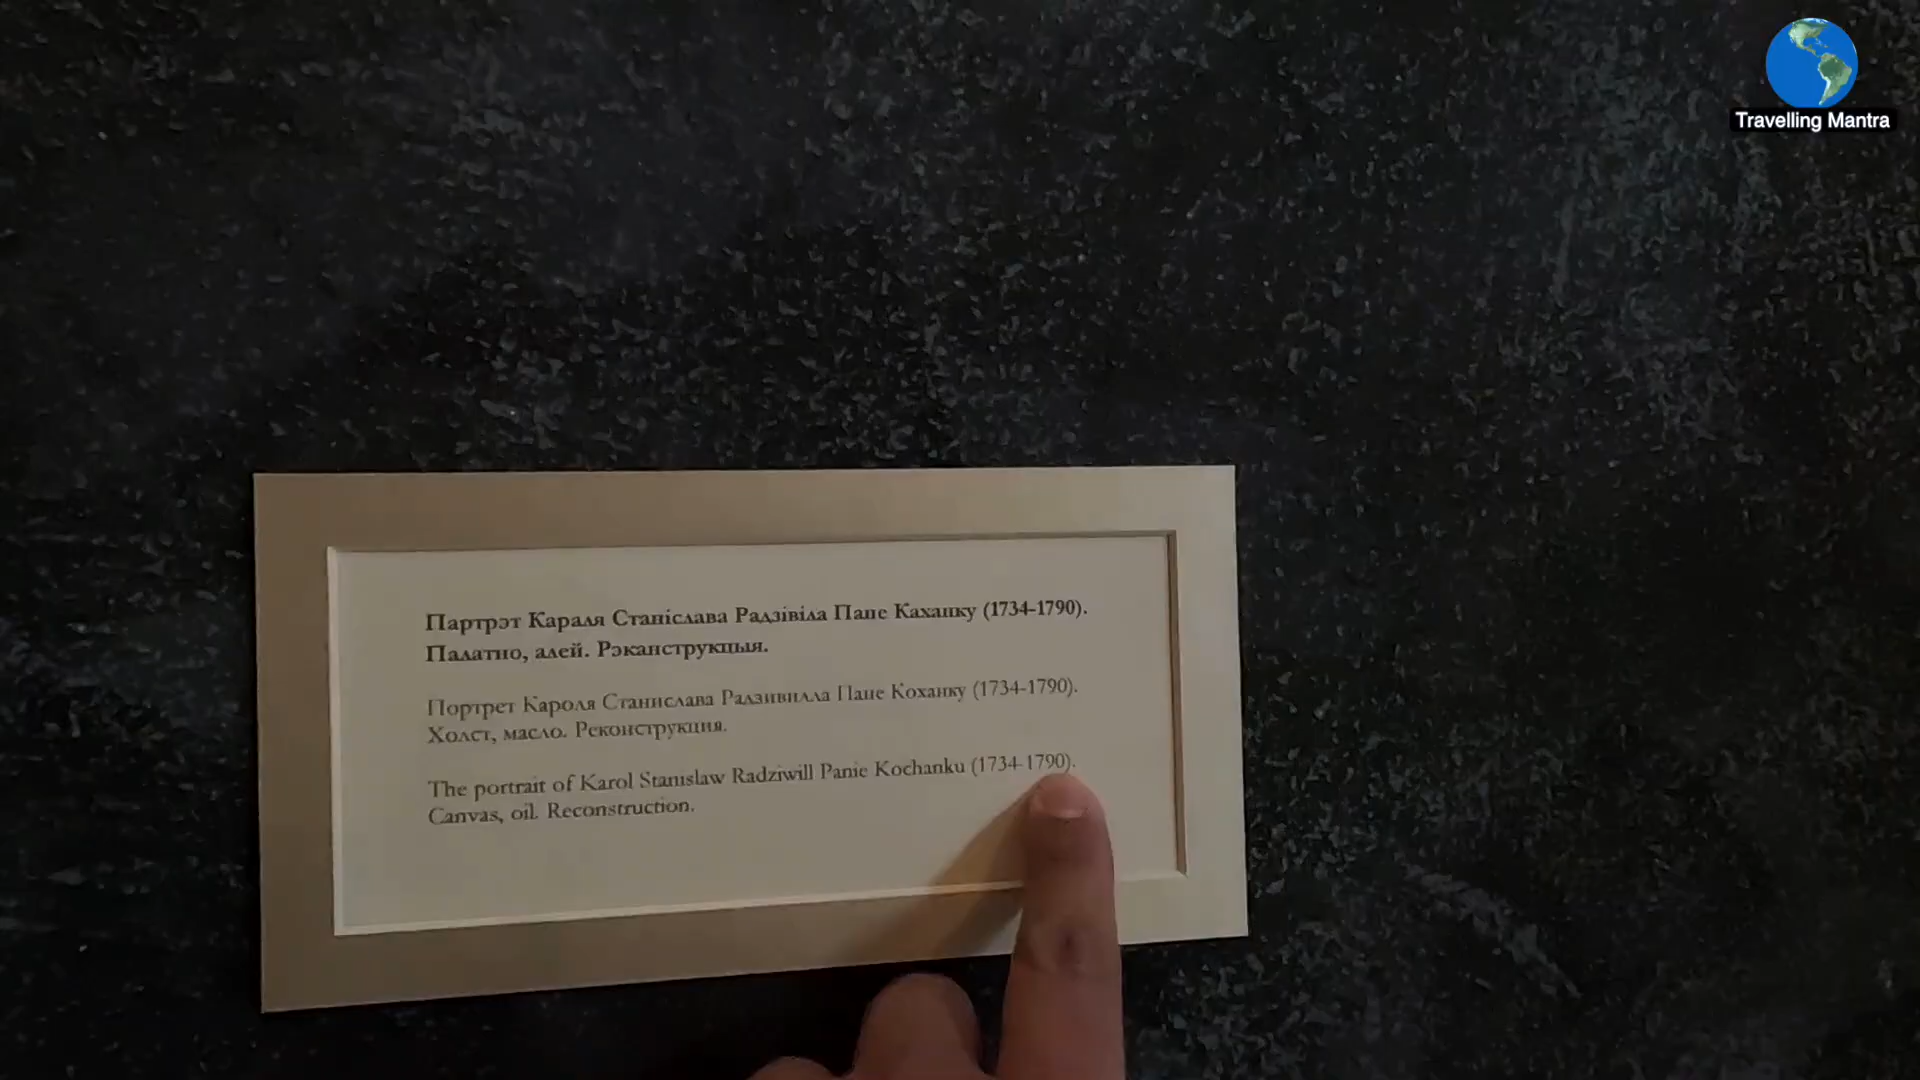 Travelling Mantra
Партрэт Караля Станіслава Радзівіла Пане Каханку (1734-1790).
Палатно, алей. Рэканструкцыя.
Портрет Кароля Станислава Радзивилла Пане Коханку (1734-1790).
Холст, масло. Реконструкция.
The portrait of Karol Stanislaw Radziwill Panie Kochanku (1734-1790).
Canvas, oil. Reconstruction.